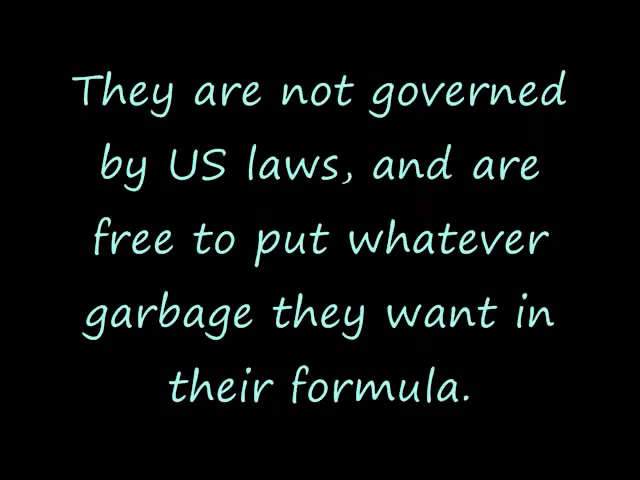 They are not governed
by US laws, and are
free to put whatever
garbage they want in
their formula.